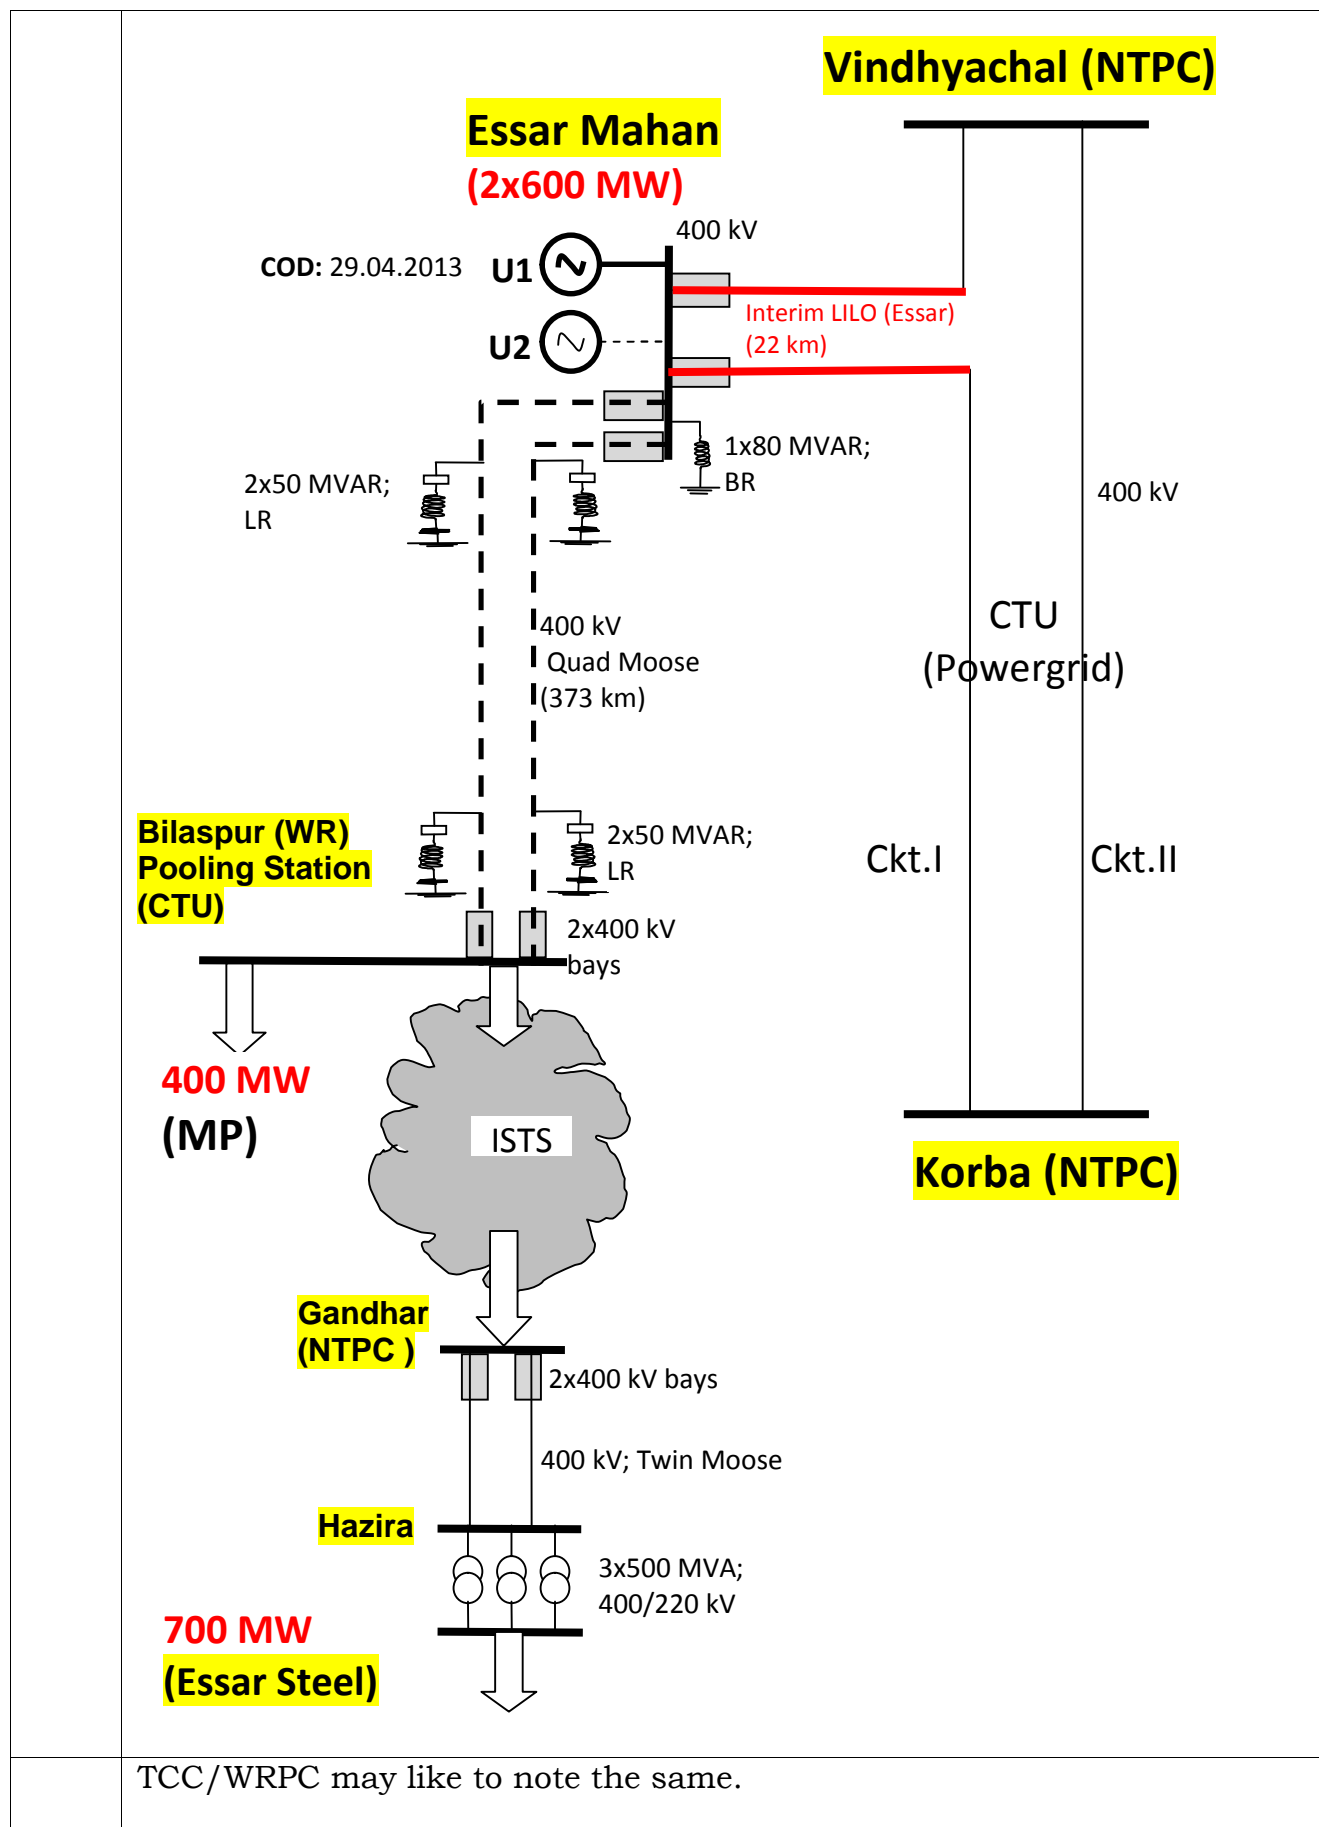 Vindhyachal (NTPC)
Essar Mahan
(2x600 MW)
400 kV
COD: 29.04.2013
U1
Interim LILO (Essar)
(22 km)
U2
1x80 MVAR;
BR
2x50 MVAR;
LR
400 kV
CTU
(Powergrid)
400 kV
Quad Moose
(373 km)
Bilaspur (WR)
Pooling Station
(CTU)
2x50 MVAR;
LR
Ckt.I
Ckt.II
2x400 kV
bays
400 MW
(MP)
ISTS
Korba (NTPC)
Gandhar
(NTPC )
2x400 kV bays
400 kV; Twin Moose
Hazira
3x500 MVA;
400/220 kV
700 MW
(Essar Steel)
TCC/WRPC may like to note the same.